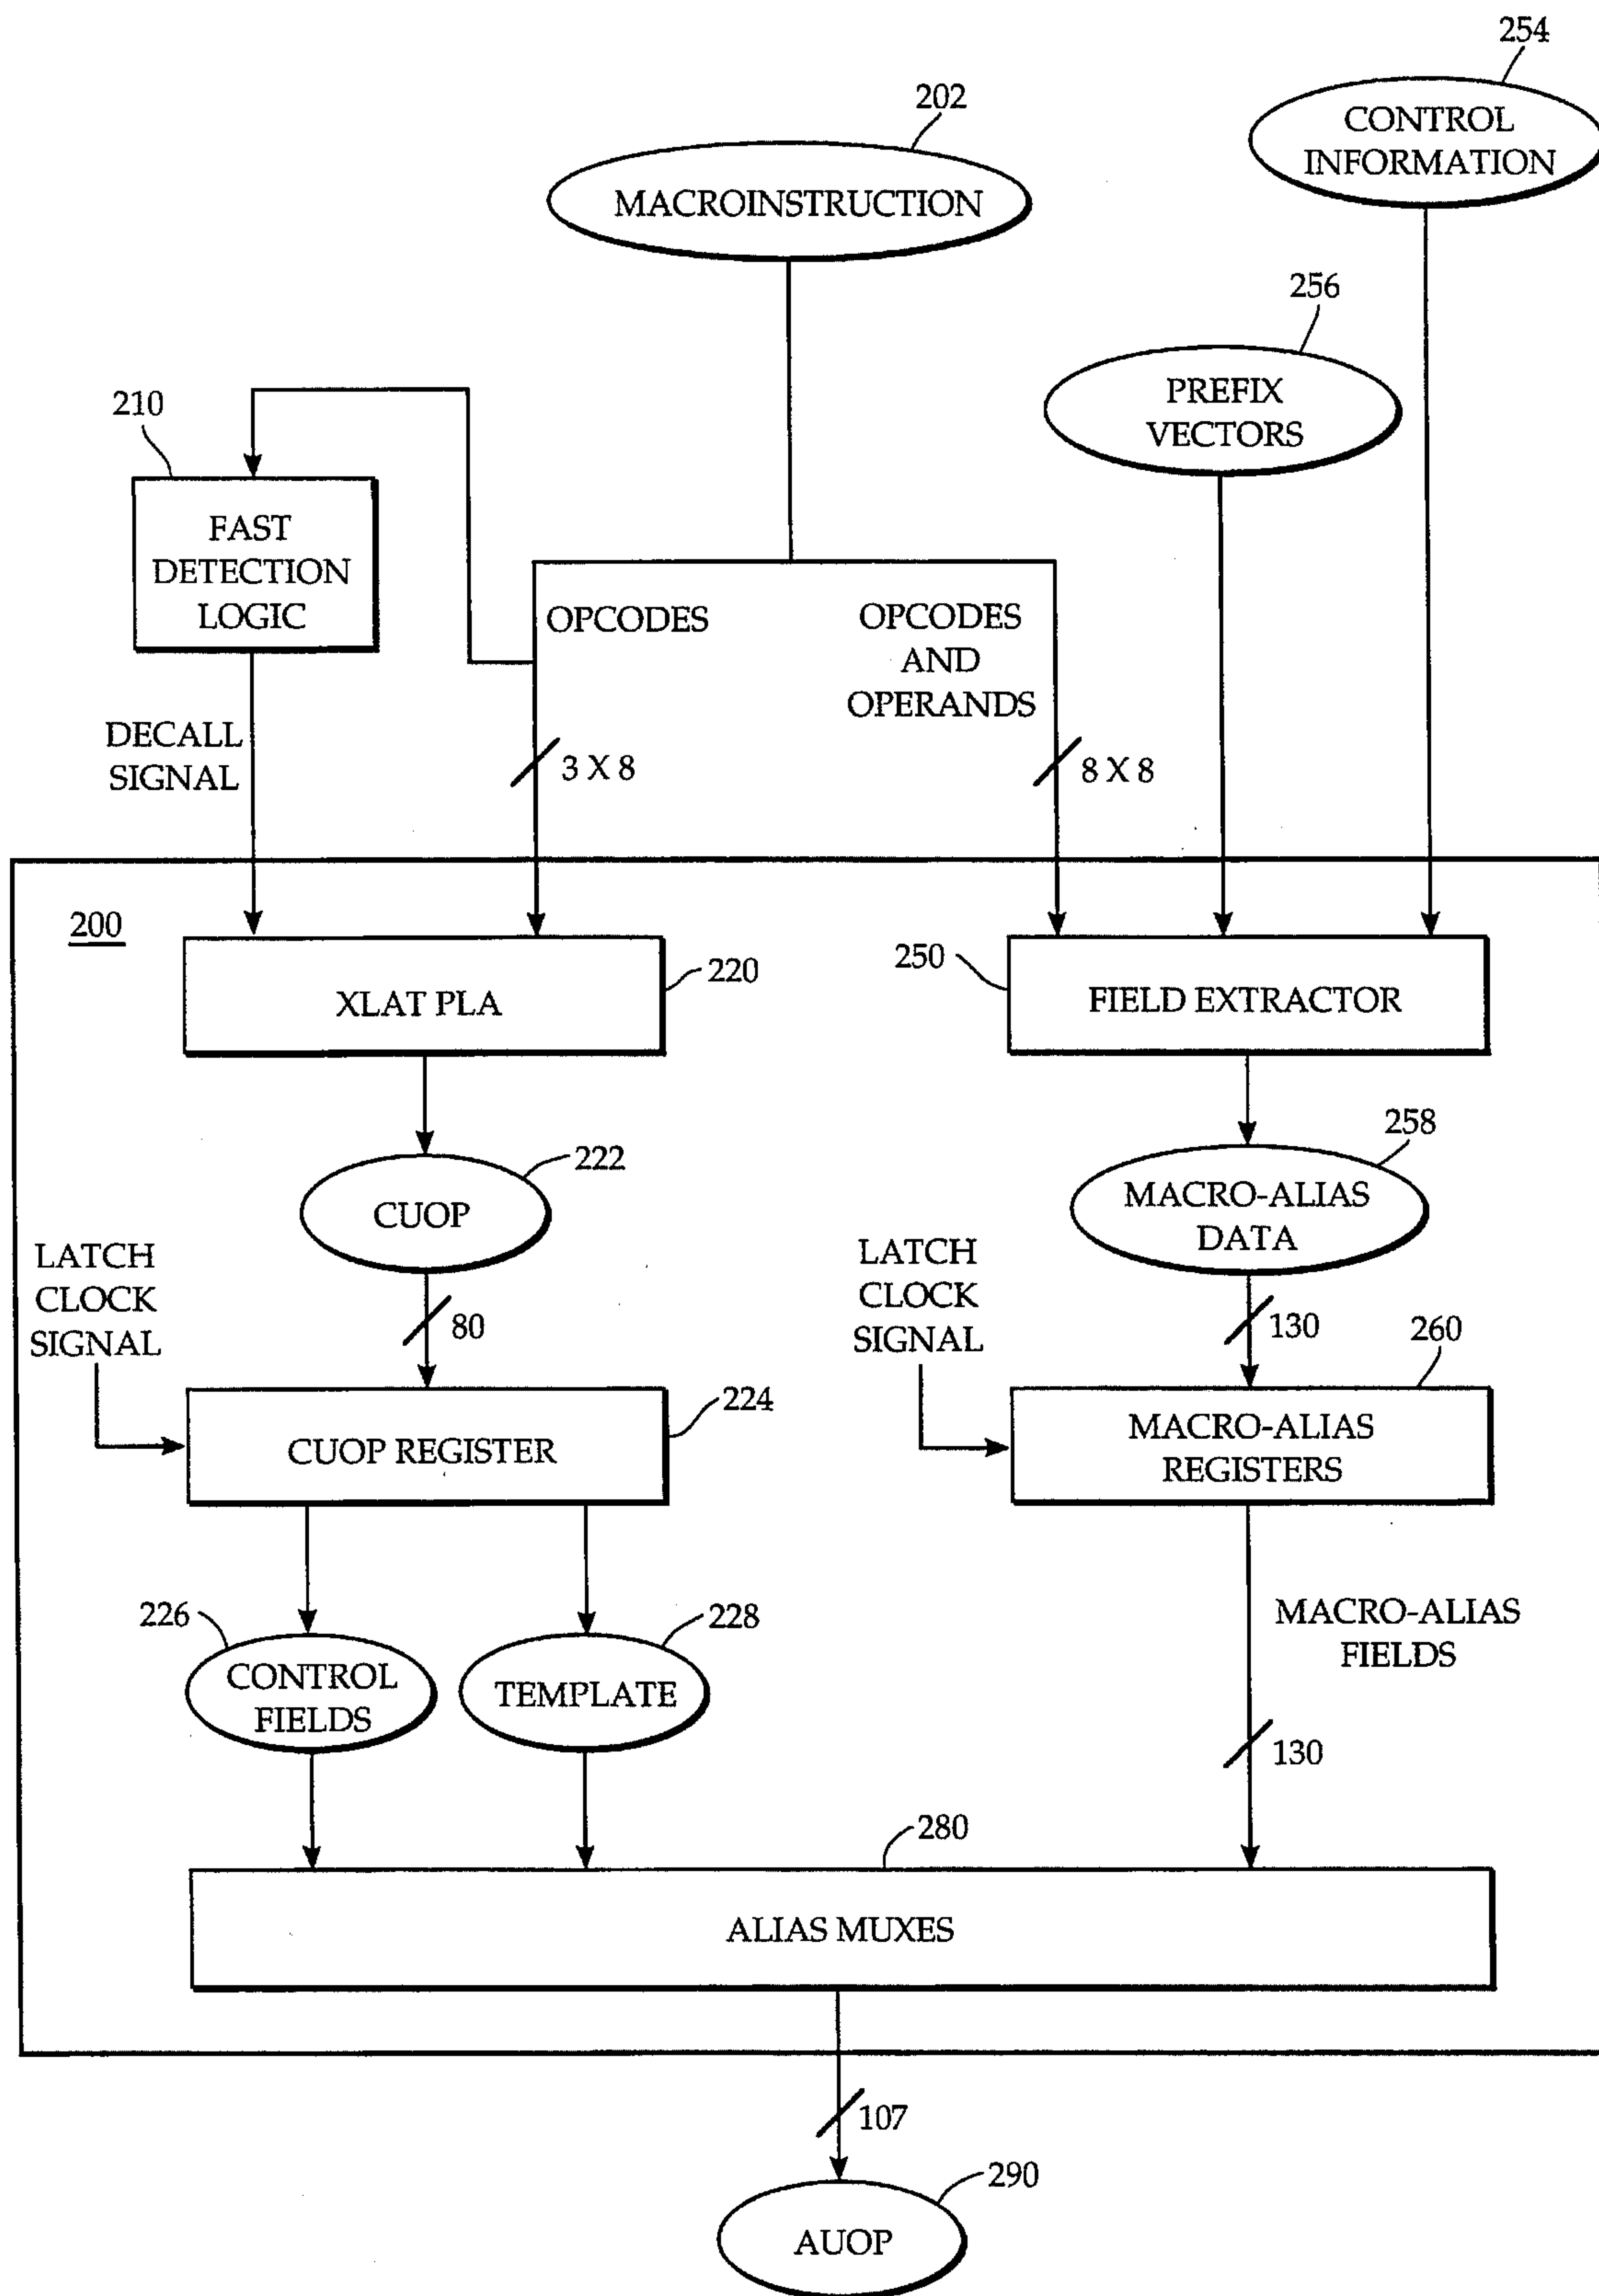 254
CONTROL
INFORMATION
202
MACROINSTRUCTION
256
PREFIX
VECTORS
210
FAST
DETECTION
LOGIC
OPCODES
OPCODES
AND
OPERANDS
DECALL
SIGNAL
3 X 8
8 X 8
200
XLAT PLA
220
250
FIELD EXTRACTOR
222
CUOP
258
MACRO-ALIAS
DATA
LATCH
CLOCK
SIGNAL
80
LATCH
CLOCK
SIGNAL
130
260
CUOP REGISTER
224
MACRO-ALIAS
REGISTERS
226
CONTROL
FIELDS
228
TEMPLATE
MACRO-ALIAS
FIELDS
130
280
ALIAS MUXES
107
290
AUOP